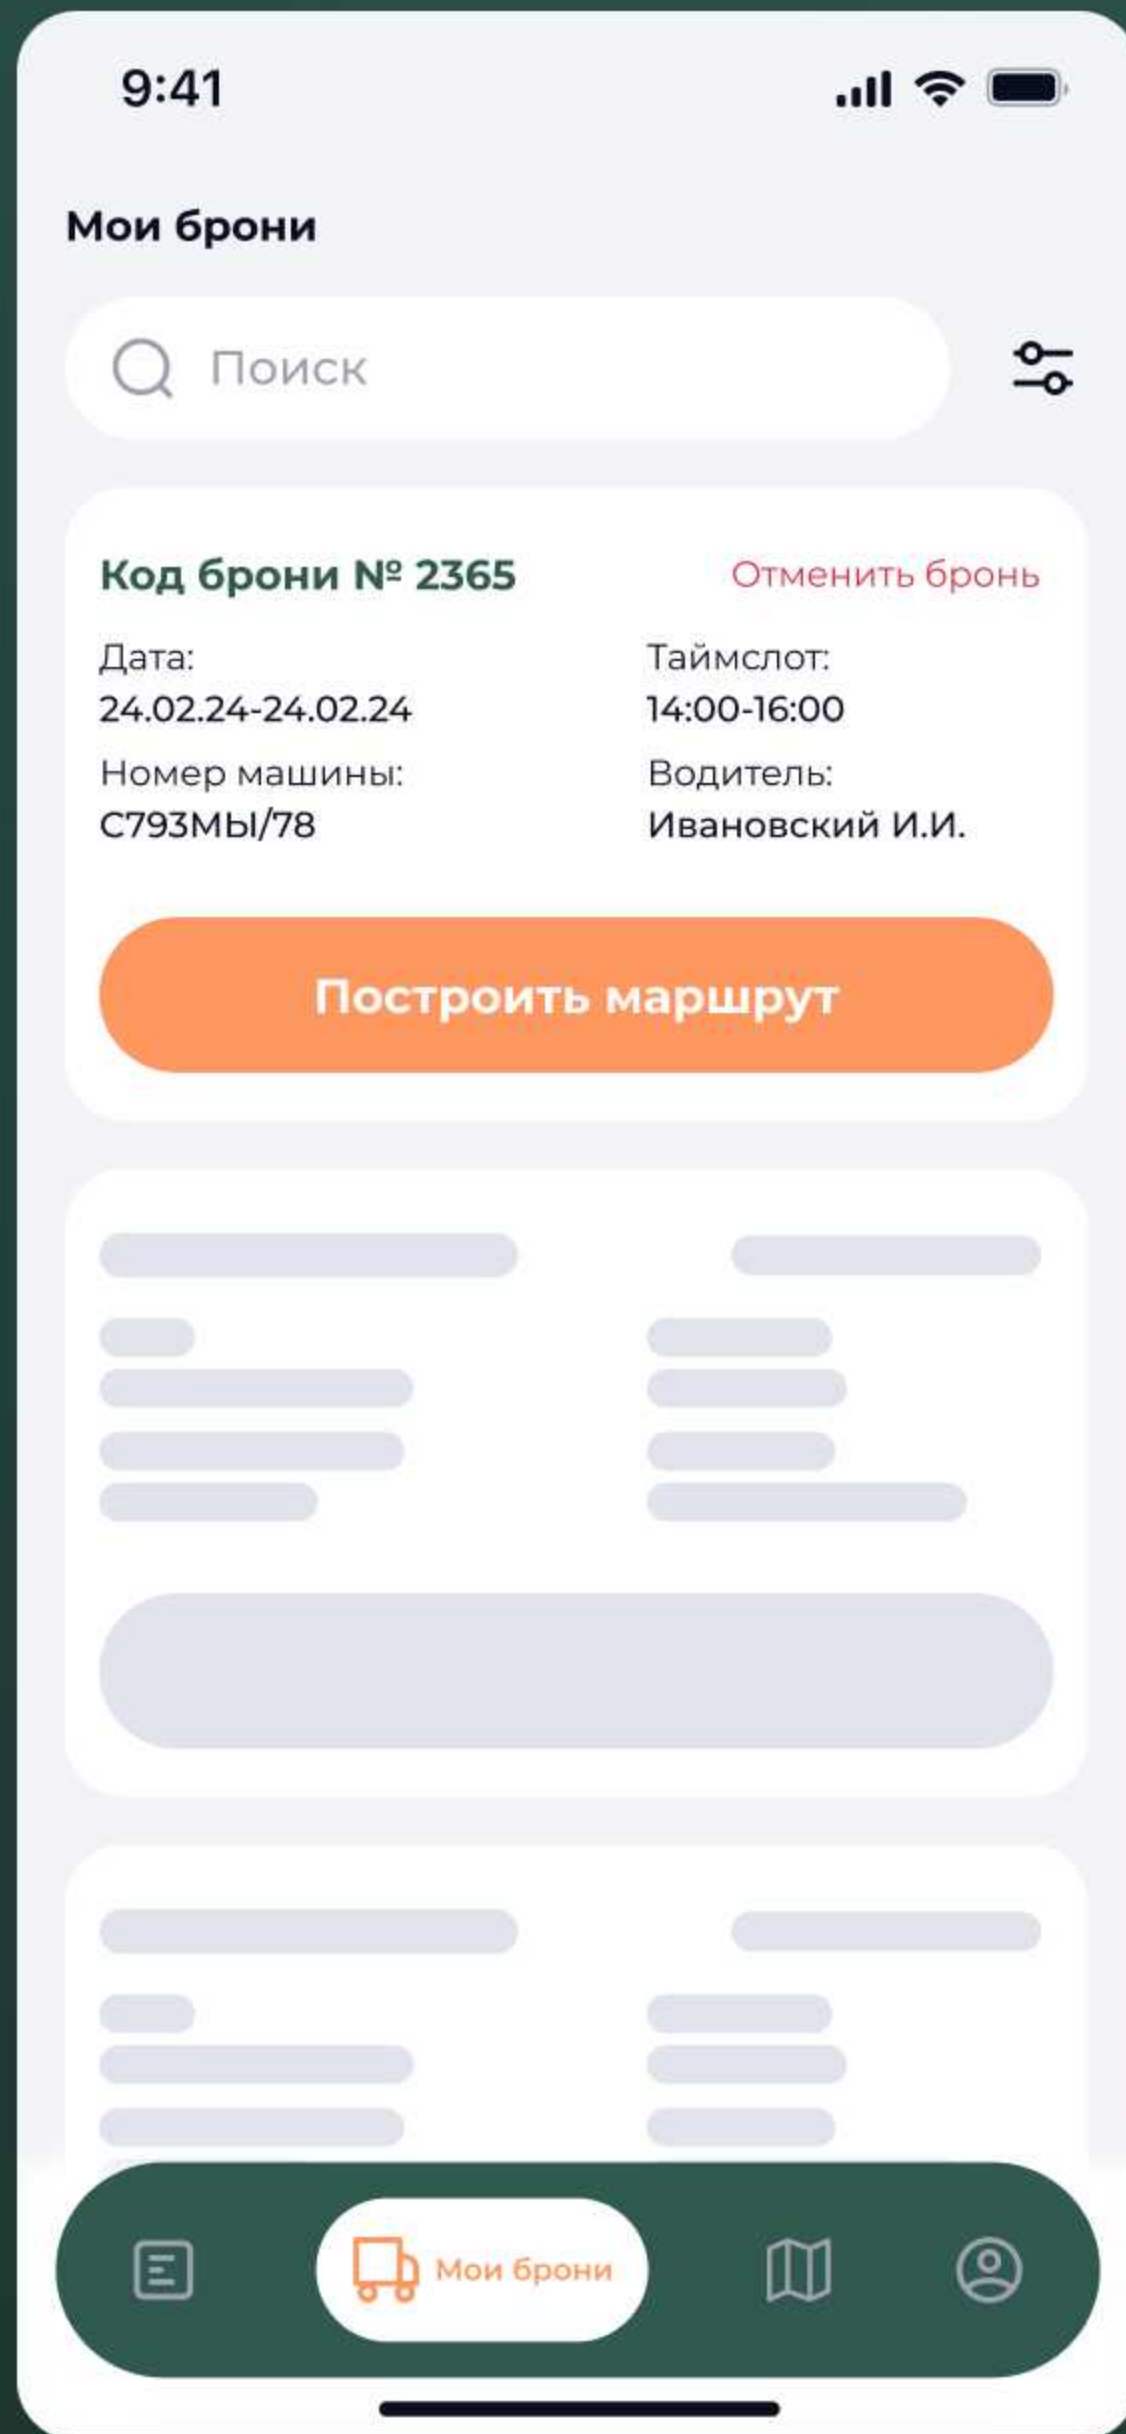 9:41
Мои брони
Поиск
Код брони № 2365
Отменить бронь
Дата:
Таймслот:
24.02.24-24.02.24
14:00-16:00
Номер машины:
Водитель:
С793МЫ/78
Ивановский И.И.
Построить маршрут
Мои брони